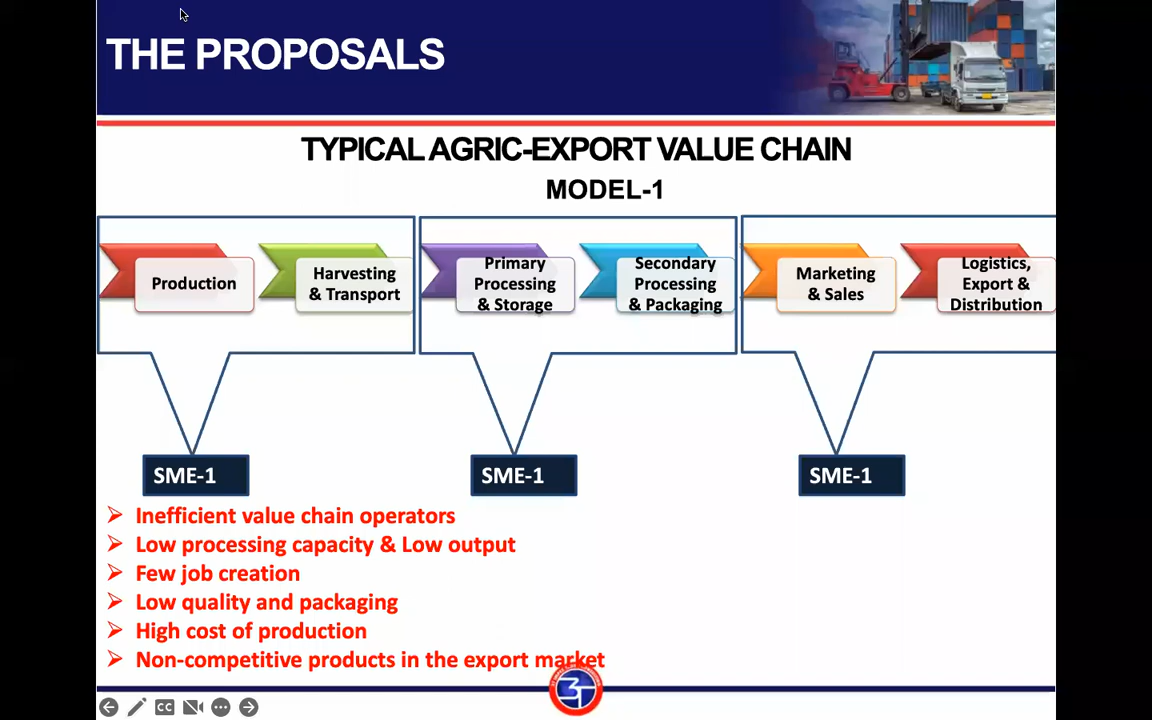 THE PROPOSALS
TYPICAL AGRIC-EXPORT VALUE CHAIN
MODEL-1
Production
Harvesting
& Transport
Primary
Processing
& Storage
Secondary
Processing
& Packaging
Marketing
& Sales
Logistics,
Export &
Distribution
SME-1
SME-1
SME-1
Inefficient value chain operators
Low processing capacity & Low output
Few job creation
Low quality and packaging
High cost of production
Non-competitive products in the export market
3T
CC